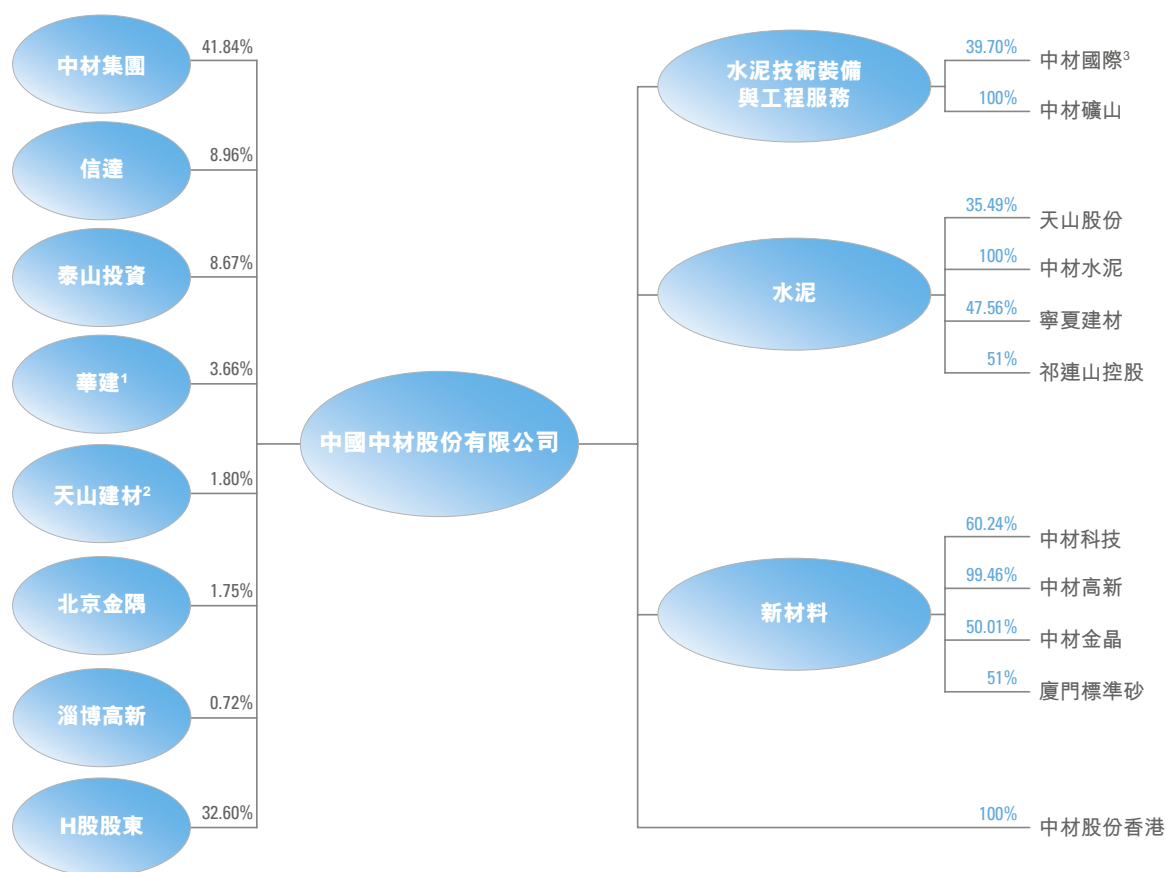 中材集團
41.84%
信達
8.96%
泰山投資
8.67%
華建1
3.66%
天山建材2
1.80%
北京金隅
1.75%
淄博高新
0.72%
H股股東
32.60%
中國中材股份有限公司
水泥技術裝備
與工程服務
39.70%
中材國際3
100%
中材礦山
水泥
35.49%
天山股份
100%
中材水泥
47.56%
寧夏建材
51%
祁連山控股
新材料
60.24%
中材科技
99.46%
中材高新
50.01%
中材金晶
51%
廈門標準砂
100%
中材股份香港